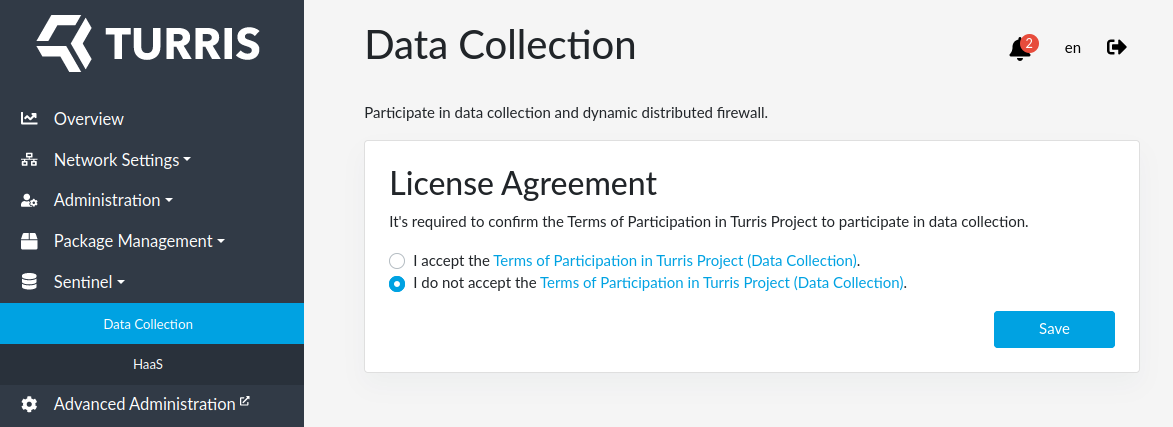 TURRIS
Overview
Network Settings
Administration
Package Management
Sentinel
Data Collection
HaaS
Advanced Administration
Data Collection
2
en
Participate in data collection and dynamic distributed firewall.
License Agreement
It's required to confirm the Terms of Participation in Turris Project to participate in data collection.
I accept the Terms of Participation in Turris Project (Data Collection).
I do not accept the Terms of Participation in Turris Project (Data Collection).
Save